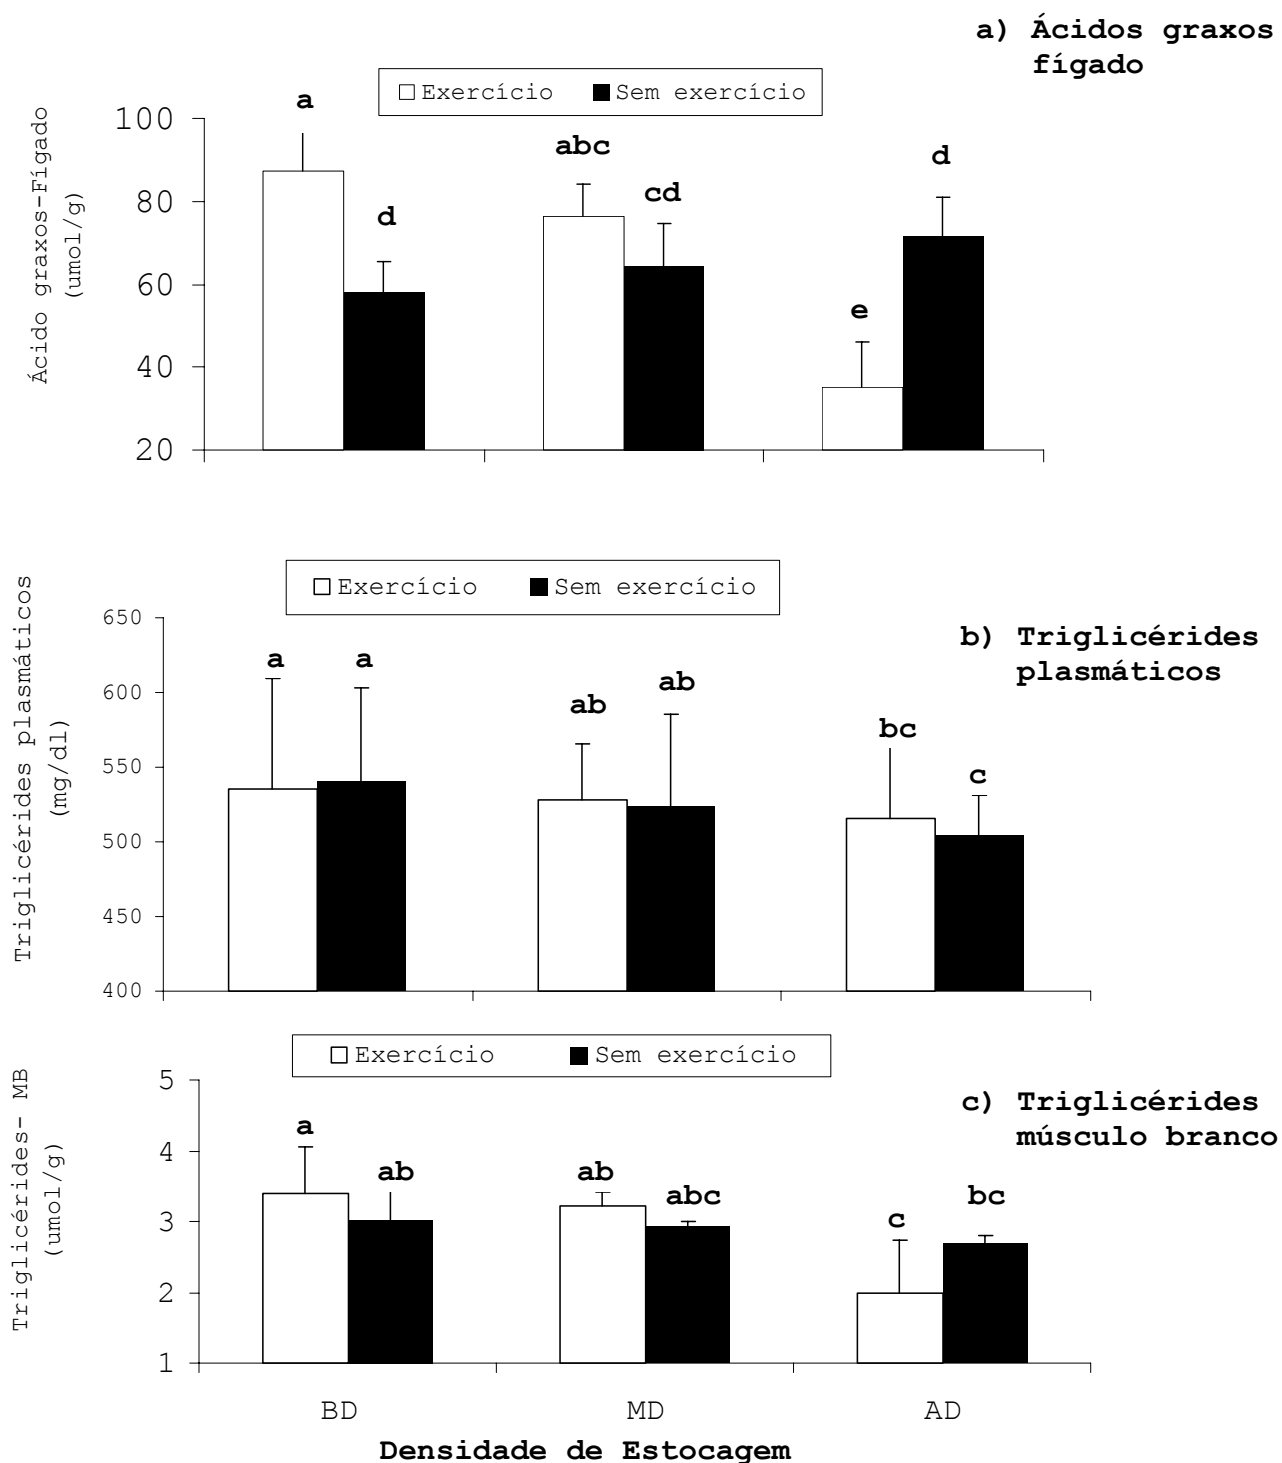 a) Ácidos graxos
fígado
Exercício Sem exercício
Ácido graxos-Fígado
(umol/g)
100
80
60
40
20
a
d
abc
cd
e
d
Exercício Sem exercício
b) Triglicérides
plasmáticos
Triglicérides plasmáticos
(mg/dl)
650
600
550
500
450
400
a
a
ab
ab
bc
c
Exercício Sem exercício
c) Triglicérides
músculo branco
Triglicérides- MB
(umol/g)
5
4
3
2
1
a
ab
ab
abc
c
bc
BD MD AD
Densidade de Estocagem